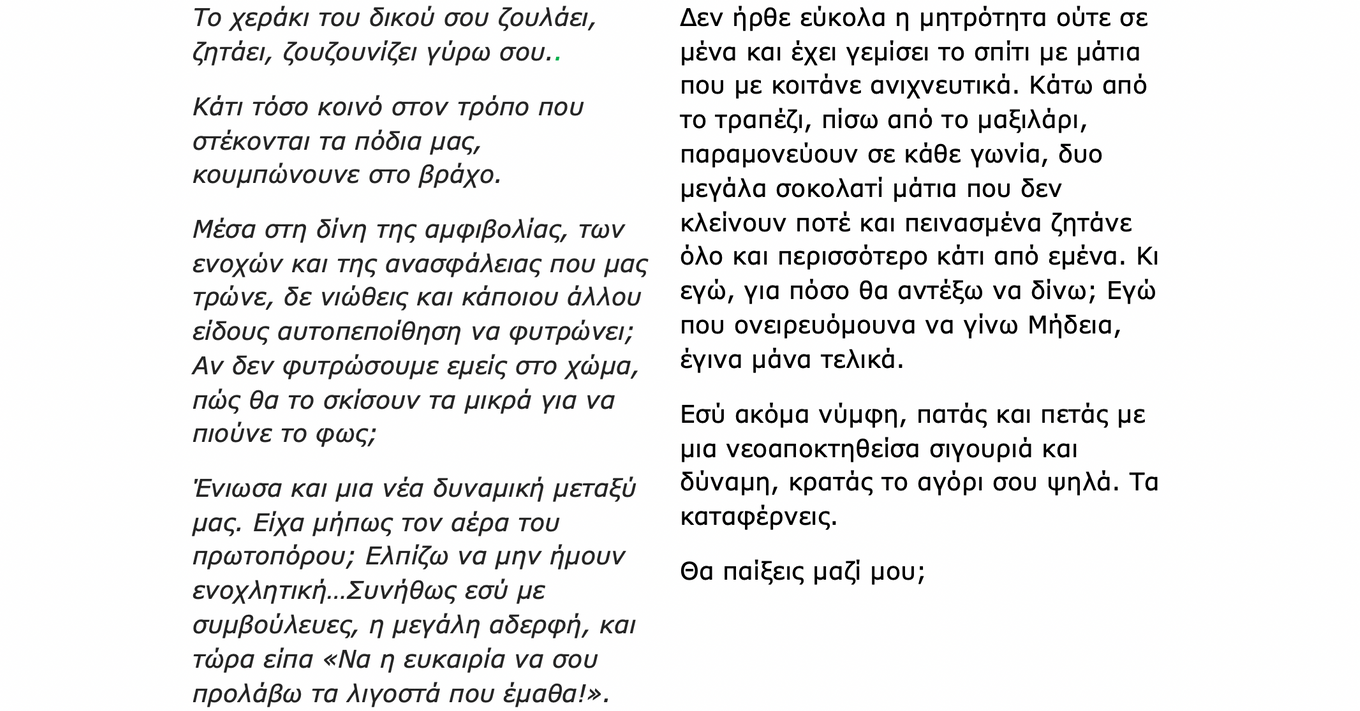 Το χεράκι του δικού σου ζουλάει,
ζητάει, ζουζουνίζει γύρω σου..
Κάτι τόσο κοινό στον τρόπο που
στέκονται τα πόδια μας,
κουμπώνουνε στο βράχο.
Μέσα στη δίνη της αμφιβολίας, των
ενοχών και της ανασφάλειας που μας
τρώνε, δε νιώθεις και κάποιου άλλου
είδους αυτοπεποίθηση να φυτρώνει;
Αν δεν φυτρώσουμε εμείς στο χώμα,
πώς θα το σκίσουν τα μικρά για να
πιούνε το φως;
Ένιωσα και μια νέα δυναμική μεταξύ
μας. Είχα μήπως τον αέρα του
πρωτοπόρου; Ελπίζω να μην ήμουν
ενοχλητική…Συνήθως εσύ με
συμβούλευες, η μεγάλη αδερφή, και
τώρα είπα «Να η ευκαιρία να σου
προλάβω τα λιγοστά που έμαθα!».
Δεν ήρθε εύκολα η μητρότητα ούτε σε
μένα και έχει γεμίσει το σπίτι με μάτια
που με κοιτάνε ανιχνευτικά. Κάτω από
το τραπέζι, πίσω από το μαξιλάρι,
παραμονεύουν σε κάθε γωνία, δυο
μεγάλα σοκολατί μάτια που δεν
κλείνουν ποτέ και πεινασμένα ζητάνε
όλο και περισσότερο κάτι από εμένα. Κι
εγώ, για πόσο θα αντέξω να δίνω; Εγώ
που ονειρευόμουνα να γίνω Μήδεια,
έγινα μάνα τελικά.
Εσύ ακόμα νύμφη, πατάς και πετάς με
μια νεοαποκτηθείσα σιγουριά και
δύναμη, κρατάς το αγόρι σου ψηλά. Τα
καταφέρνεις.
Θα παίξεις μαζί μου;